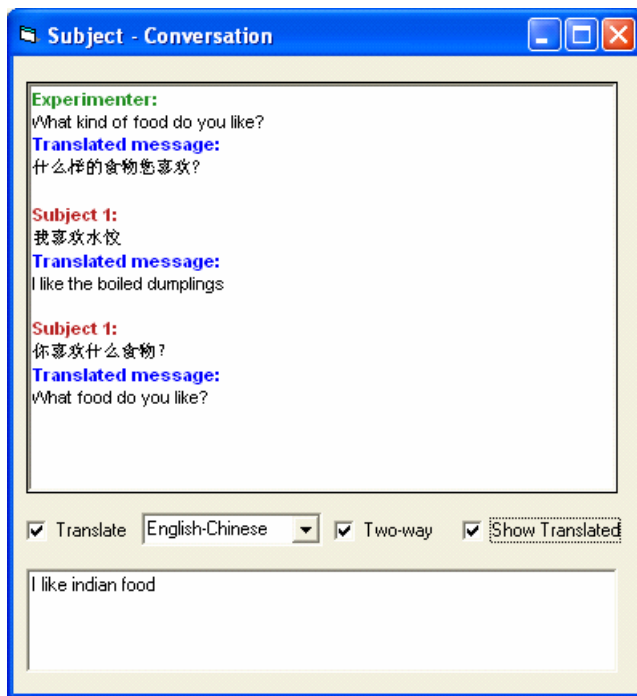 Subject - Conversation
Experimenter:
What kind of food do you like?
Translated message:
什么样的食物您喜欢?
Subject 1:
我喜欢水饺
Translated message:
I like the boiled dumplings
Subject 1:
你喜欢什么食物?
Translated message:
What food do you like?
Translate English-Chinese Two-way Show Translated
I like indian food